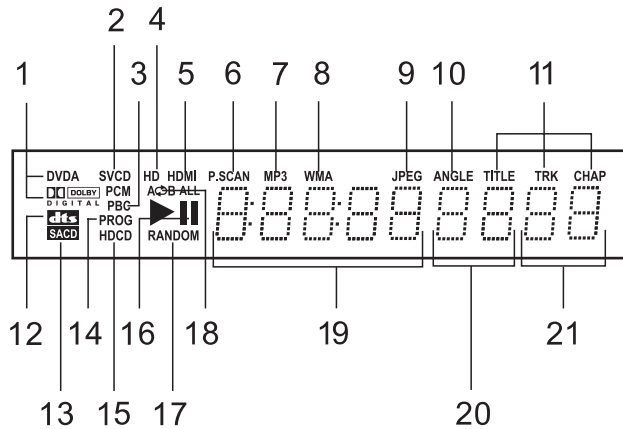 1 2 3 4 5 6 7 8 9 10 11
DVDA SVCD HD HDMI P.SCAN MP3 WMA JPEG ANGLE TITLE TRK CHAP
DOLBY PCM A B ALL
DIGITAL PBC
dts PROG
SACD HDCD RANDOM
12 14 16 18 19 21
13 15 17 20